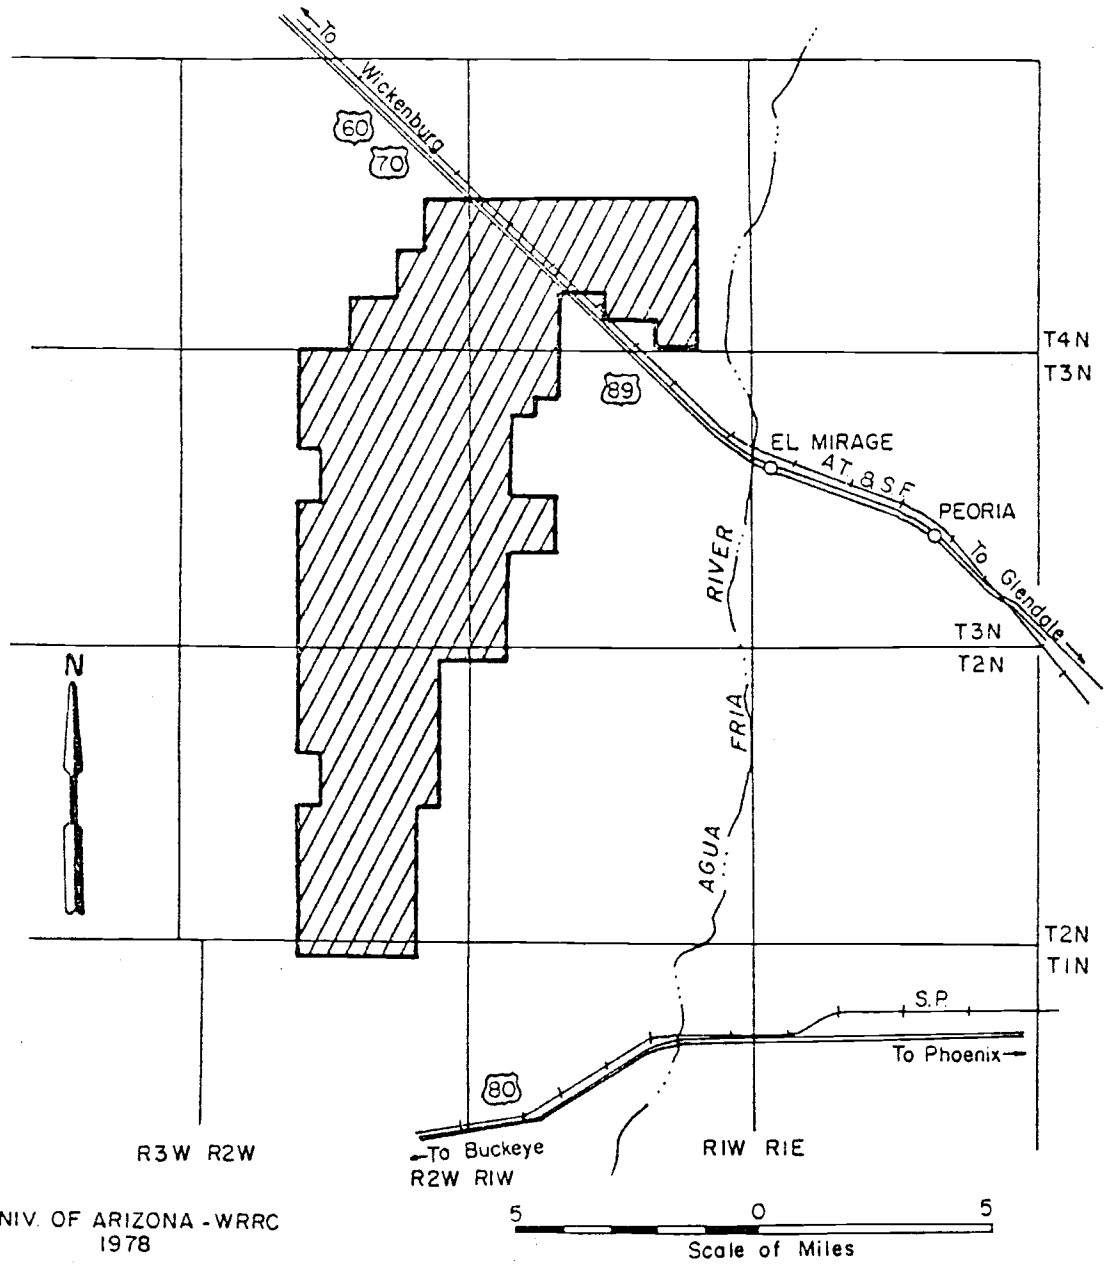 To
Wickenburg
60
70
T4N
T3N
89
EL MIRAGE
A T. & S F.
PEORIA
To Glendale
RIVER
T3N
T2N
N
FRIA
AGUA
T2N
T1N
S.P.
To Phoenix
80
R3W R2W
To Buckeye
R2W R1W
R1W R1E
NIV. OF ARIZONA - WRRC
1978
5 0 5
Scale of Miles